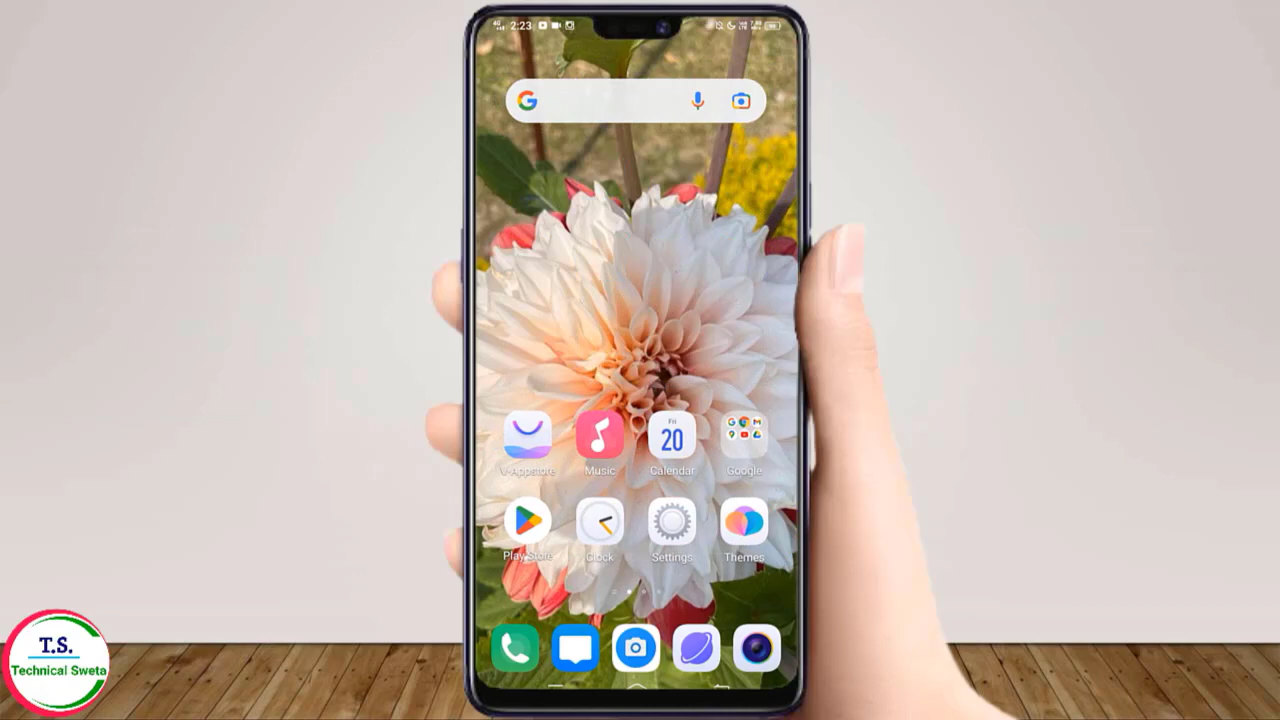 2:23
V-Appstore
Music
Fri
20
Calendar
Google
Play Store
Clock
Settings
Themes
T.S.
Technical Sweta